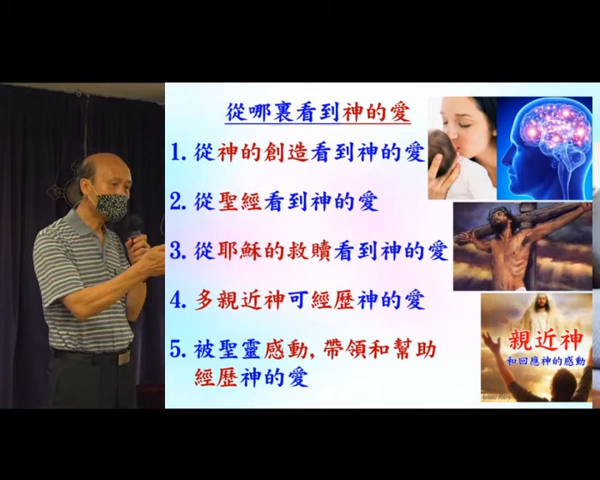 從哪裏看到神的愛
1. 從神的創造看到神的愛
2. 從聖經看到神的愛
3. 從耶穌的救贖看到神的愛
4. 多親近神可經歷神的愛
5. 被聖靈感動, 帶領和幫助
經歷神的愛
親近神
和回應神的感動